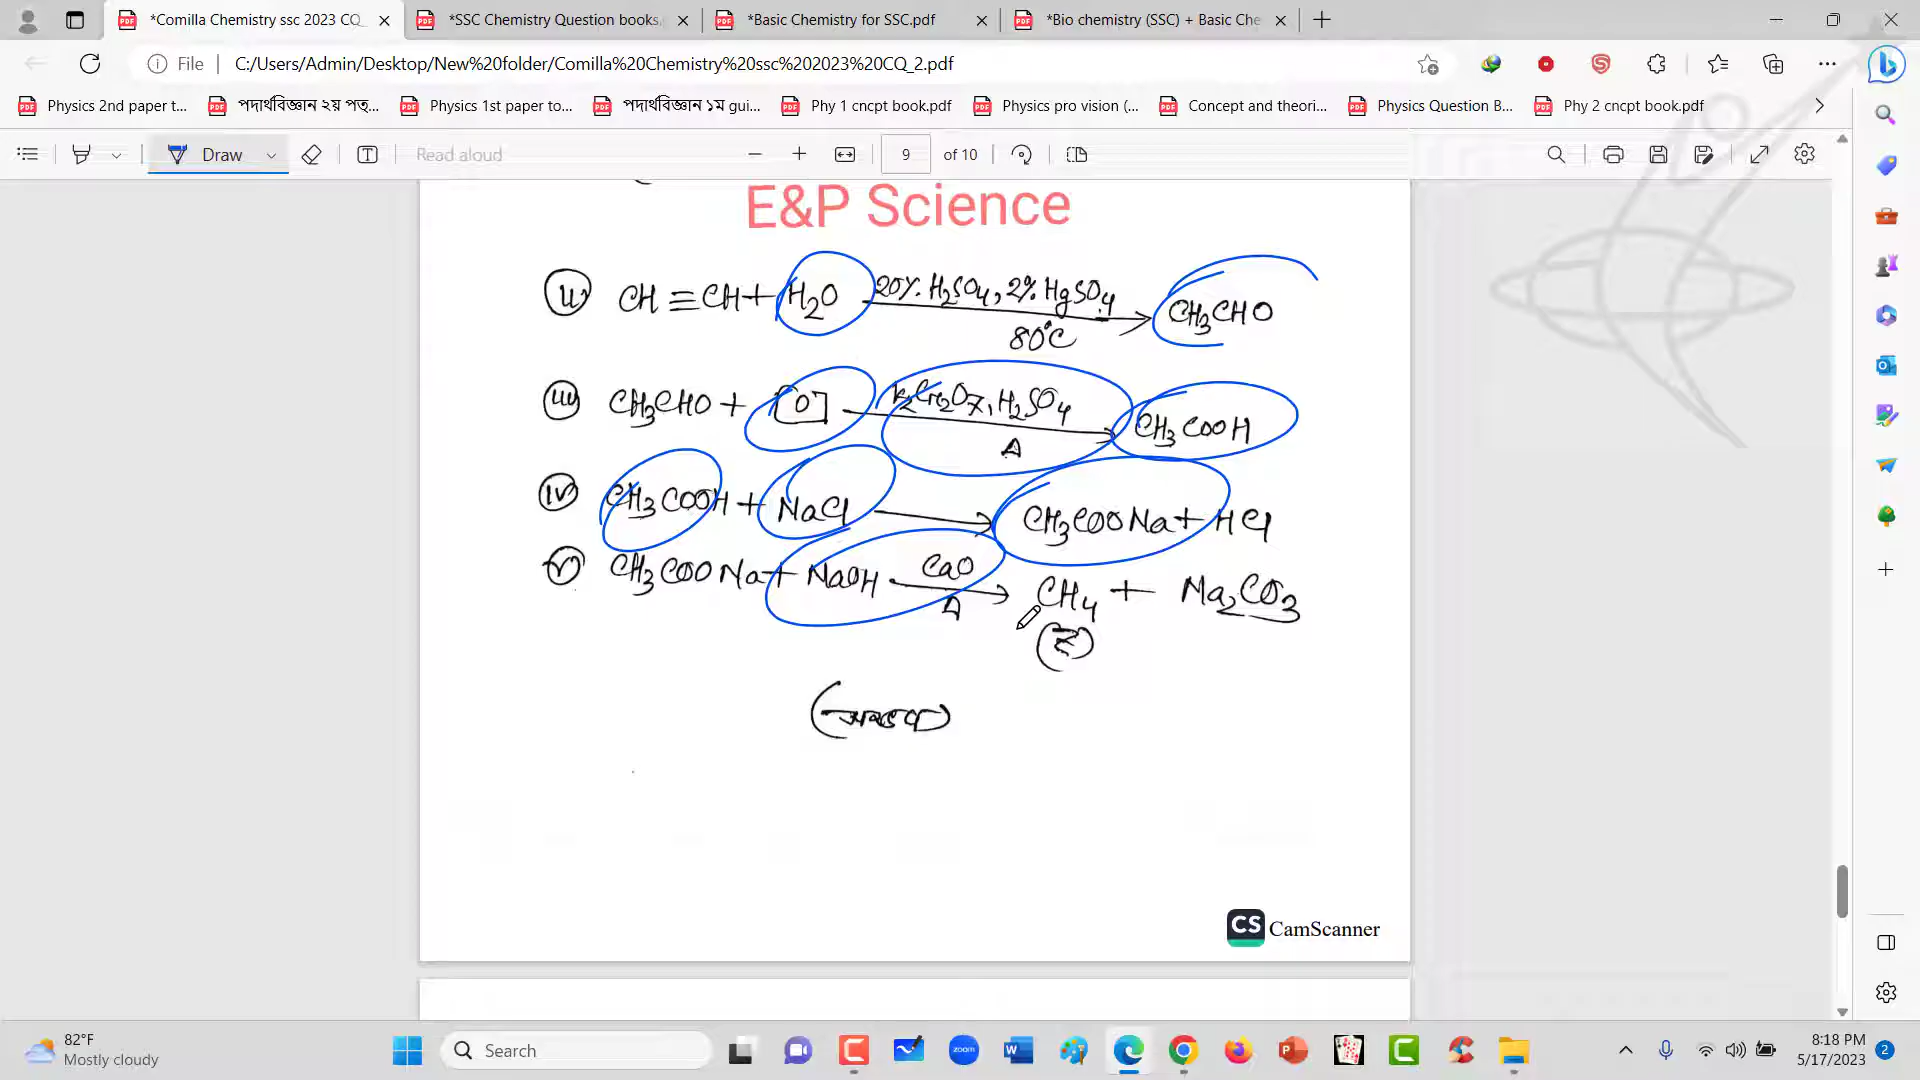 *Comilla Chemistry ssc 2023 CQ_
*SSC Chemistry Question books,
*Basic Chemistry for SSC.pdf
*Bio chemistry (SSC) + Basic Che
File
C:/Users/Admin/Desktop/New%20folder/Comilla%20Chemistry%20ssc%202023%20CQ_2.pdf
Physics 2nd paper t...
পদার্থবিজ্ঞান ২য় পত্...
Physics 1st paper to...
পদার্থবিজ্ঞান ১ম gui...
Phy 1 cncpt book.pdf
Physics pro vision (...
Concept and theori...
Physics Question B...
Phy 2 cncpt book.pdf
Draw
Read aloud
9 of 10
E&P Science
(ii) CH≡CH + H2O 20% H2SO4, 2% HgSO4 → CH3CHO
80°C
(iii) CH3CHO + [O] K2Cr2O7, H2SO4 → CH3COOH
Δ
(iv) CH3COOH + NaCl → CH3COONa + HCl
(v) CH3COONa + NaOH CaO → CH4 + Na2CO3
Δ
CS CamScanner
82°F
Mostly cloudy
Search
zoom
8:18 PM
5/17/2023
2